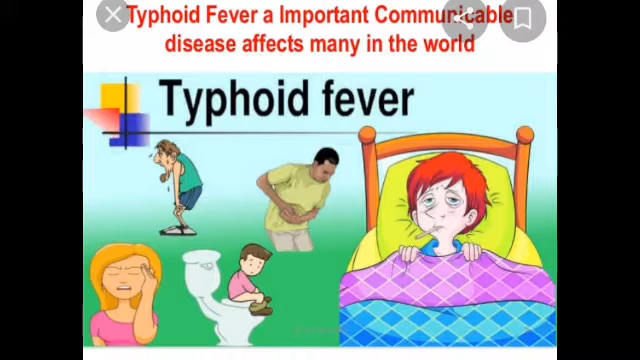 Typhoid Fever a Important Communicable
disease affects many in the world
Typhoid fever